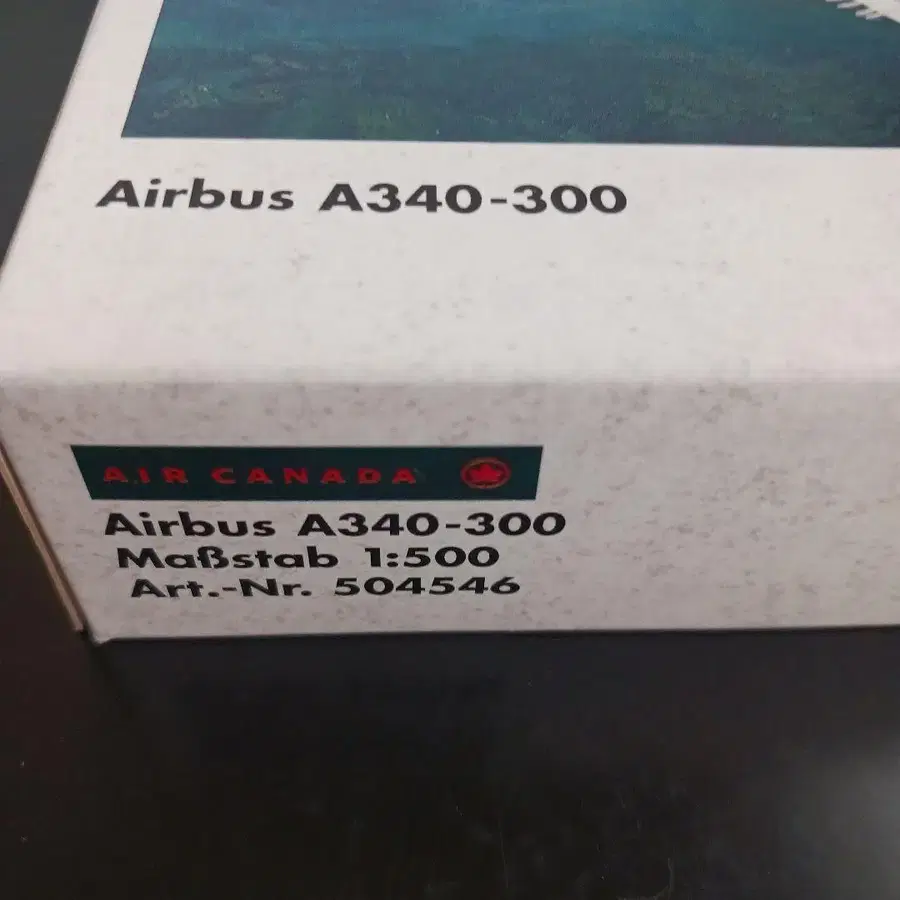 Airbus A340-300
AIR CANADA
Airbus A340-300
Maßstab 1:500
Art.-Nr. 504546